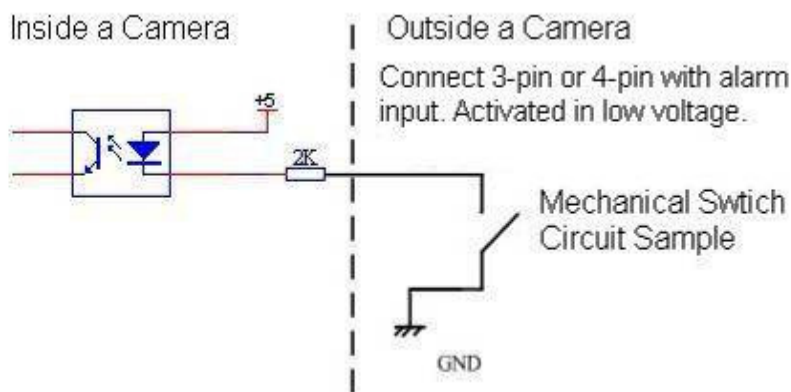 Inside a Camera
Outside a Camera
Connect 3-pin or 4-pin with alarm
input. Activated in low voltage.
+5
2K
Mechanical Swtich
Circuit Sample
GND